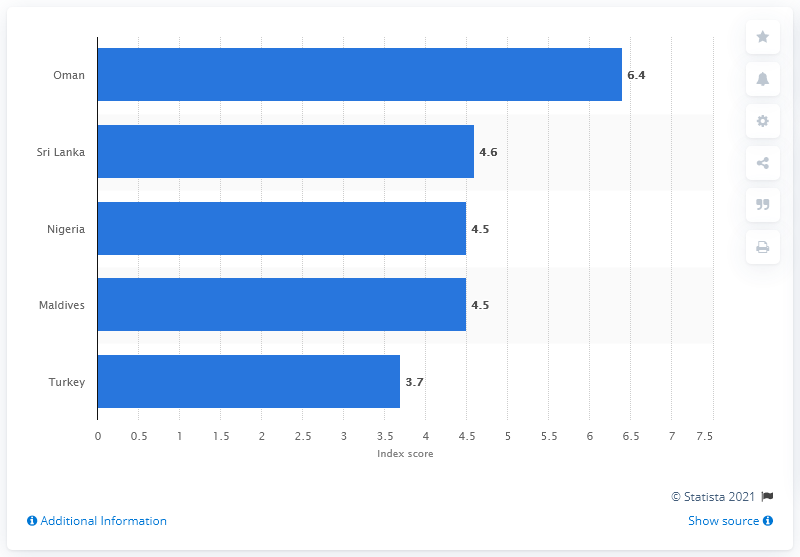 Oman
6.4
Sri Lanka
4.6
Nigeria
4.5
Maldives
4.5
Turkey
3.7
0 0.5 1 1.5 2 2.5 3 3.5 4 4.5 5 5.5 6 6.5 7 7.5
Index score
© Statista 2021
Additional Information
Show source